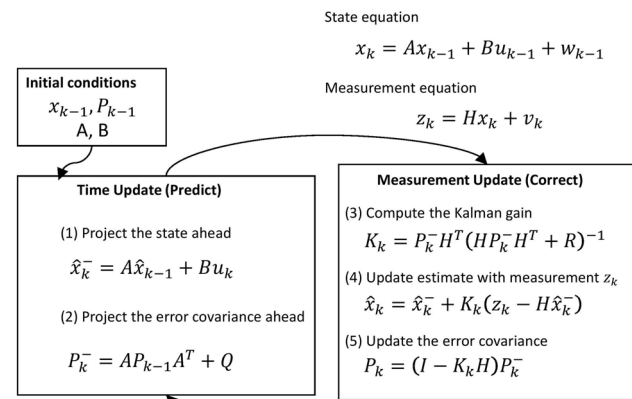 State equation
x_k = Ax_{k−1} + Bu_{k−1} + w_{k−1}
Measurement equation
z_k = Hx_k + v_k
Initial conditions
x_{k−1}, P_{k−1}
A, B
Time Update (Predict)
(1) Project the state ahead
x̂_k^− = Ax̂_{k−1} + Bu_k
(2) Project the error covariance ahead
P_k^− = AP_{k−1}A^T + Q
Measurement Update (Correct)
(3) Compute the Kalman gain
K_k = P_k^−H^T(HP_k^−H^T + R)^{−1}
(4) Update estimate with measurement z_k
x̂_k = x̂_k^− + K_k(z_k − Hx̂_k^−)
(5) Update the error covariance
P_k = (I − K_kH)P_k^−